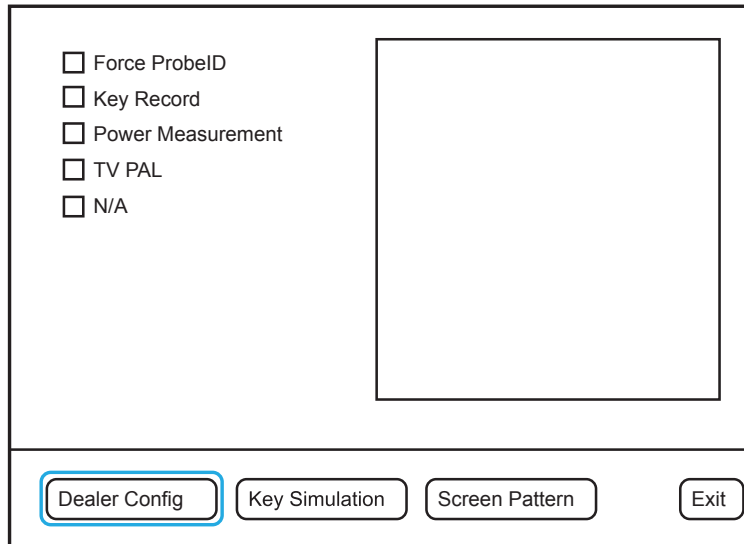 Force ProbeID
Key Record
Power Measurement
TV PAL
N/A
Dealer Config Key Simulation Screen Pattern Exit